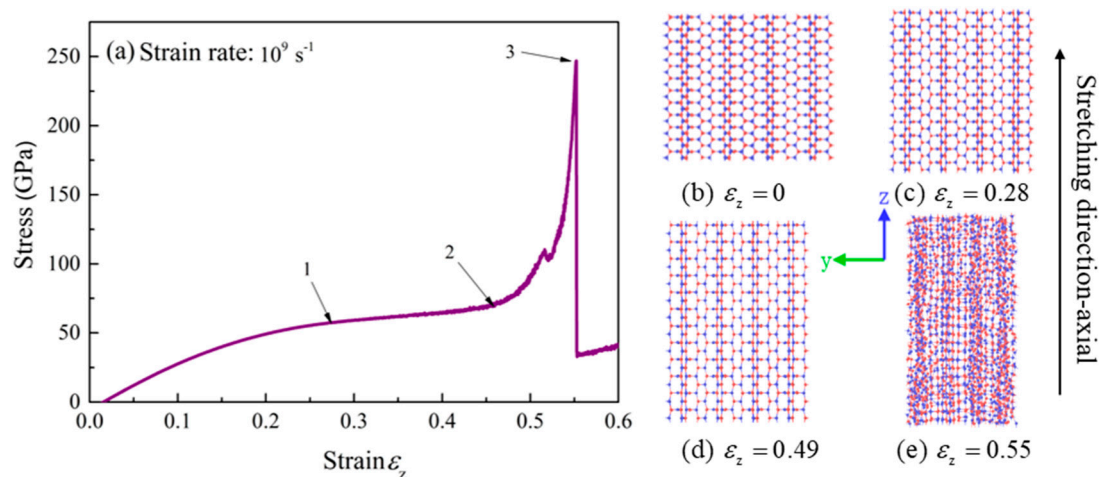 (a) Strain rate: 10⁹ s⁻¹
Stress (GPa)
250
200
150
100
50
0
0.0 0.1 0.2 0.3 0.4 0.5 0.6
Strain ε_z
1
2
3
(b) ε_z = 0
(c) ε_z = 0.28
z
y
(d) ε_z = 0.49
(e) ε_z = 0.55
Stretching direction-axial